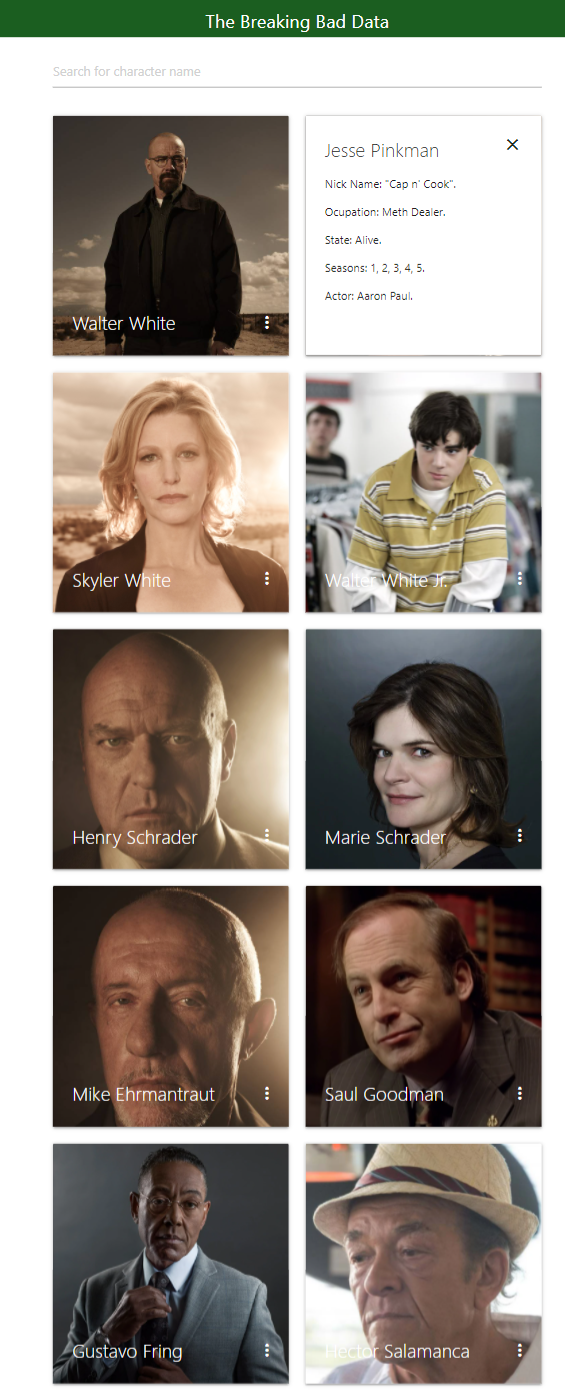 The Breaking Bad Data
Search for character name
Walter White
Jesse Pinkman
Nick Name: "Cap n' Cook".
Ocupation: Meth Dealer.
State: Alive.
Seasons: 1, 2, 3, 4, 5.
Actor: Aaron Paul.
Skyler White
Walter White Jr.
Henry Schrader
Marie Schrader
Mike Ehrmantraut
Saul Goodman
Gustavo Fring
Hector Salamanca